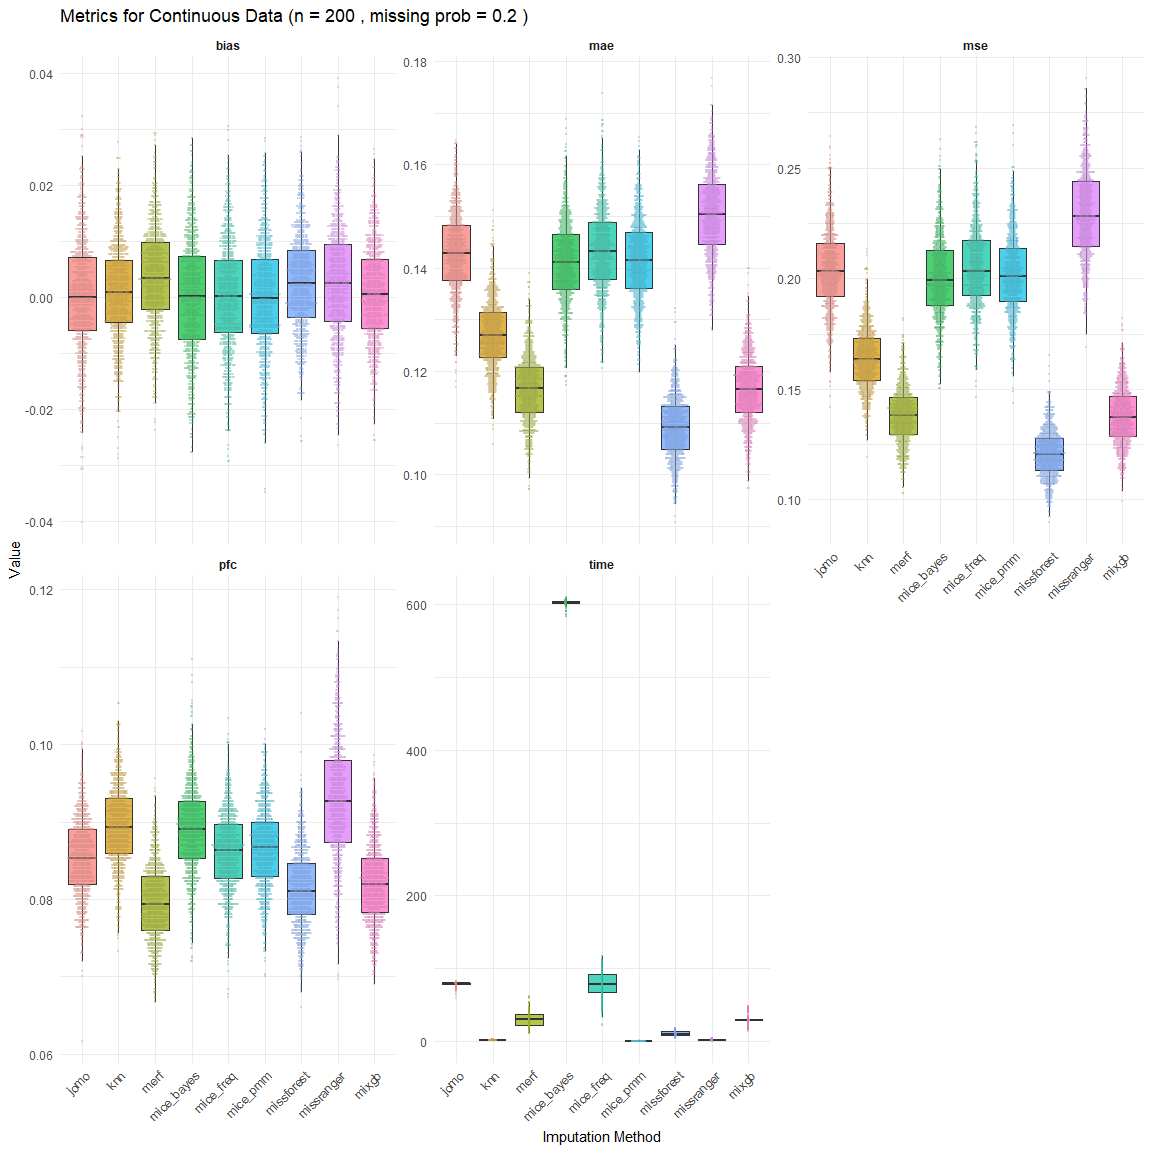 Metrics for Continuous Data (n = 200 , missing prob = 0.2 )
bias
mae
mse
0.04
0.02
0.00
-0.02
-0.04
0.18
0.16
0.14
0.12
0.10
0.30
0.25
0.20
0.15
0.10
jomo
knn
merf
mice_bayes
mice_freq
mice_pmm
missforest
missranger
mixgb
Value
pfc
time
0.12
0.10
0.08
0.06
600
400
200
0
jomo
knn
merf
mice_bayes
mice_freq
mice_pmm
missforest
missranger
mixgb
jomo
knn
merf
mice_bayes
mice_freq
mice_pmm
missforest
missranger
mixgb
Imputation Method